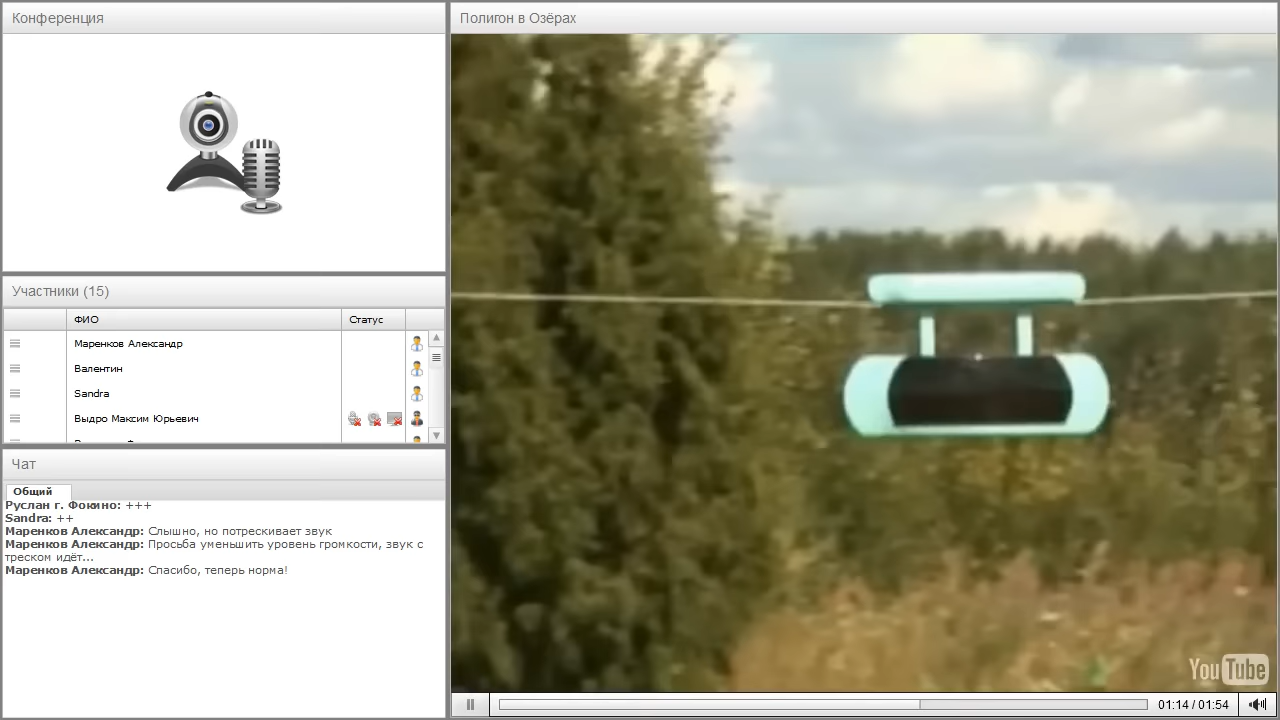 Конференция
Полигон в Озёрах
Участники (15)
ФИО
Статус
Маренков Александр
Валентин
Sandra
Выдро Максим Юрьевич
Чат
Общий
Руслан г. Фокино: +++
Sandra: ++
Маренков Александр: Слышно, но потрескивает звук
Маренков Александр: Просьба уменьшить уровень громкости, звук с
треском идёт...
Маренков Александр: Спасибо, теперь норма!
YouTube
01:14 / 01:54